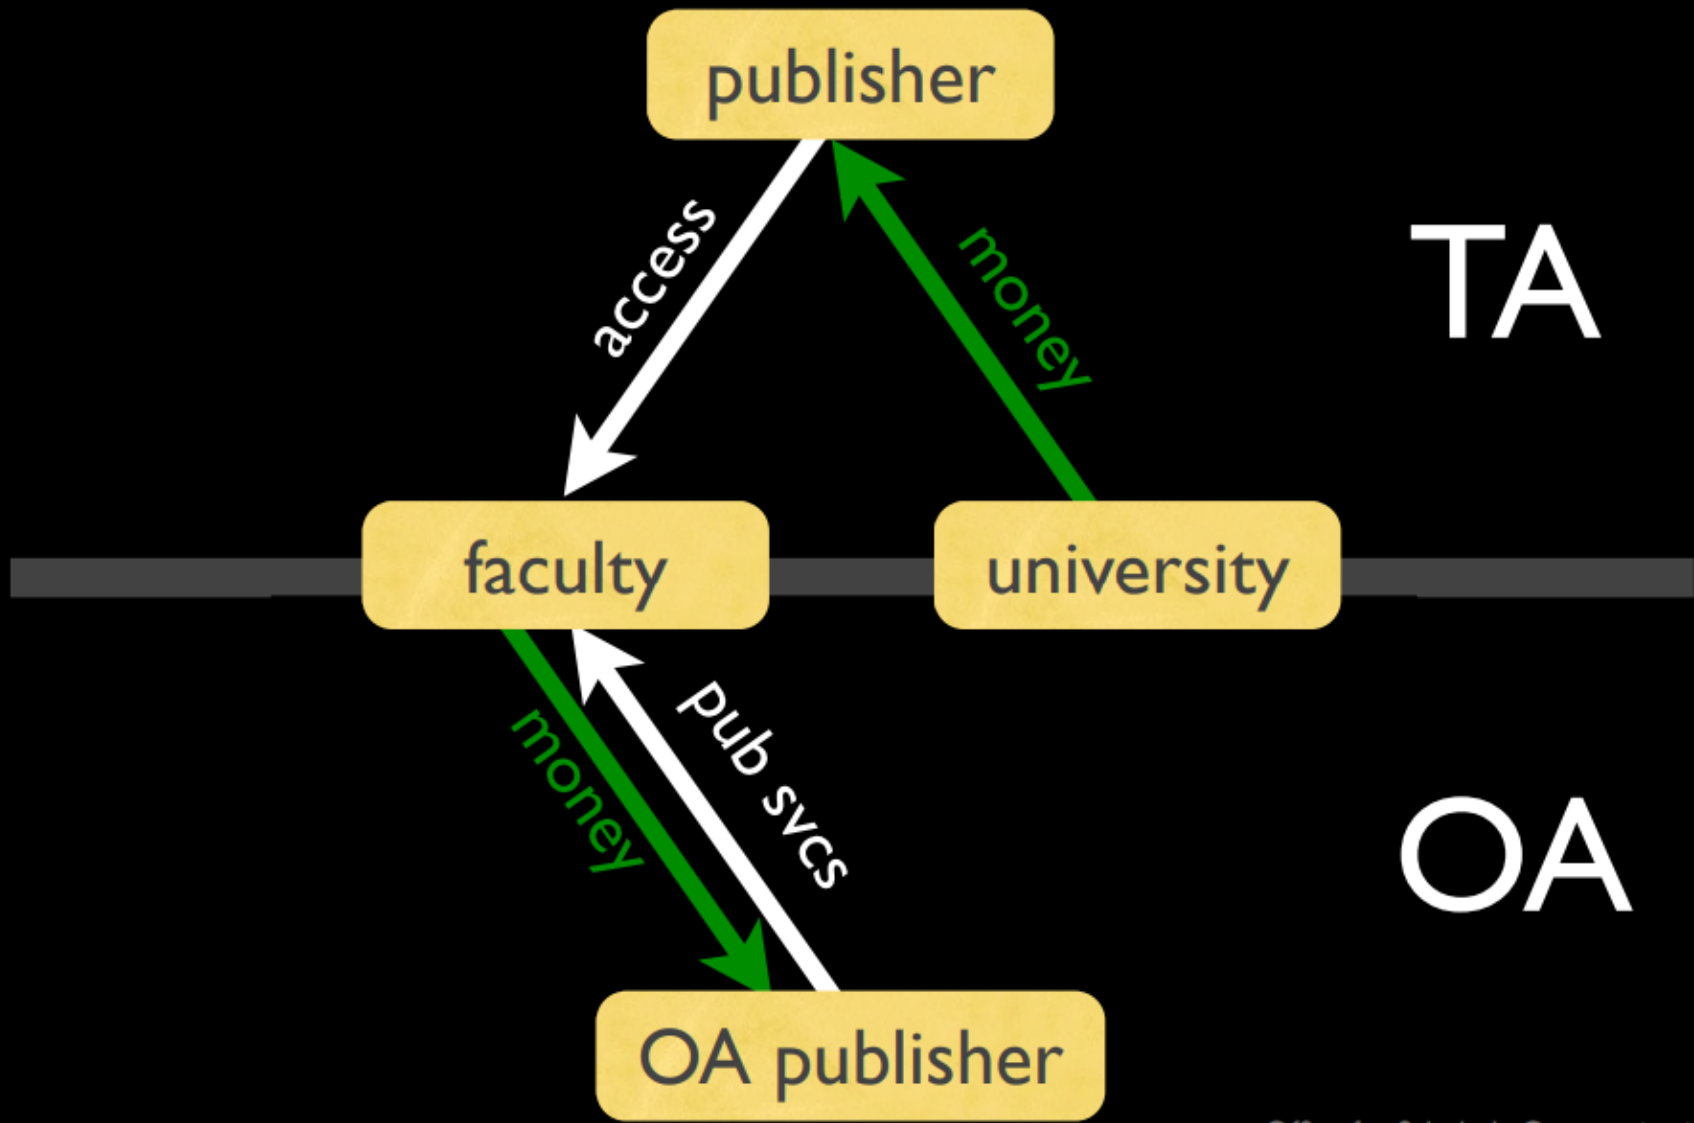 publisher
access
money
TA
faculty
university
money
pub svcs
OA
OA publisher